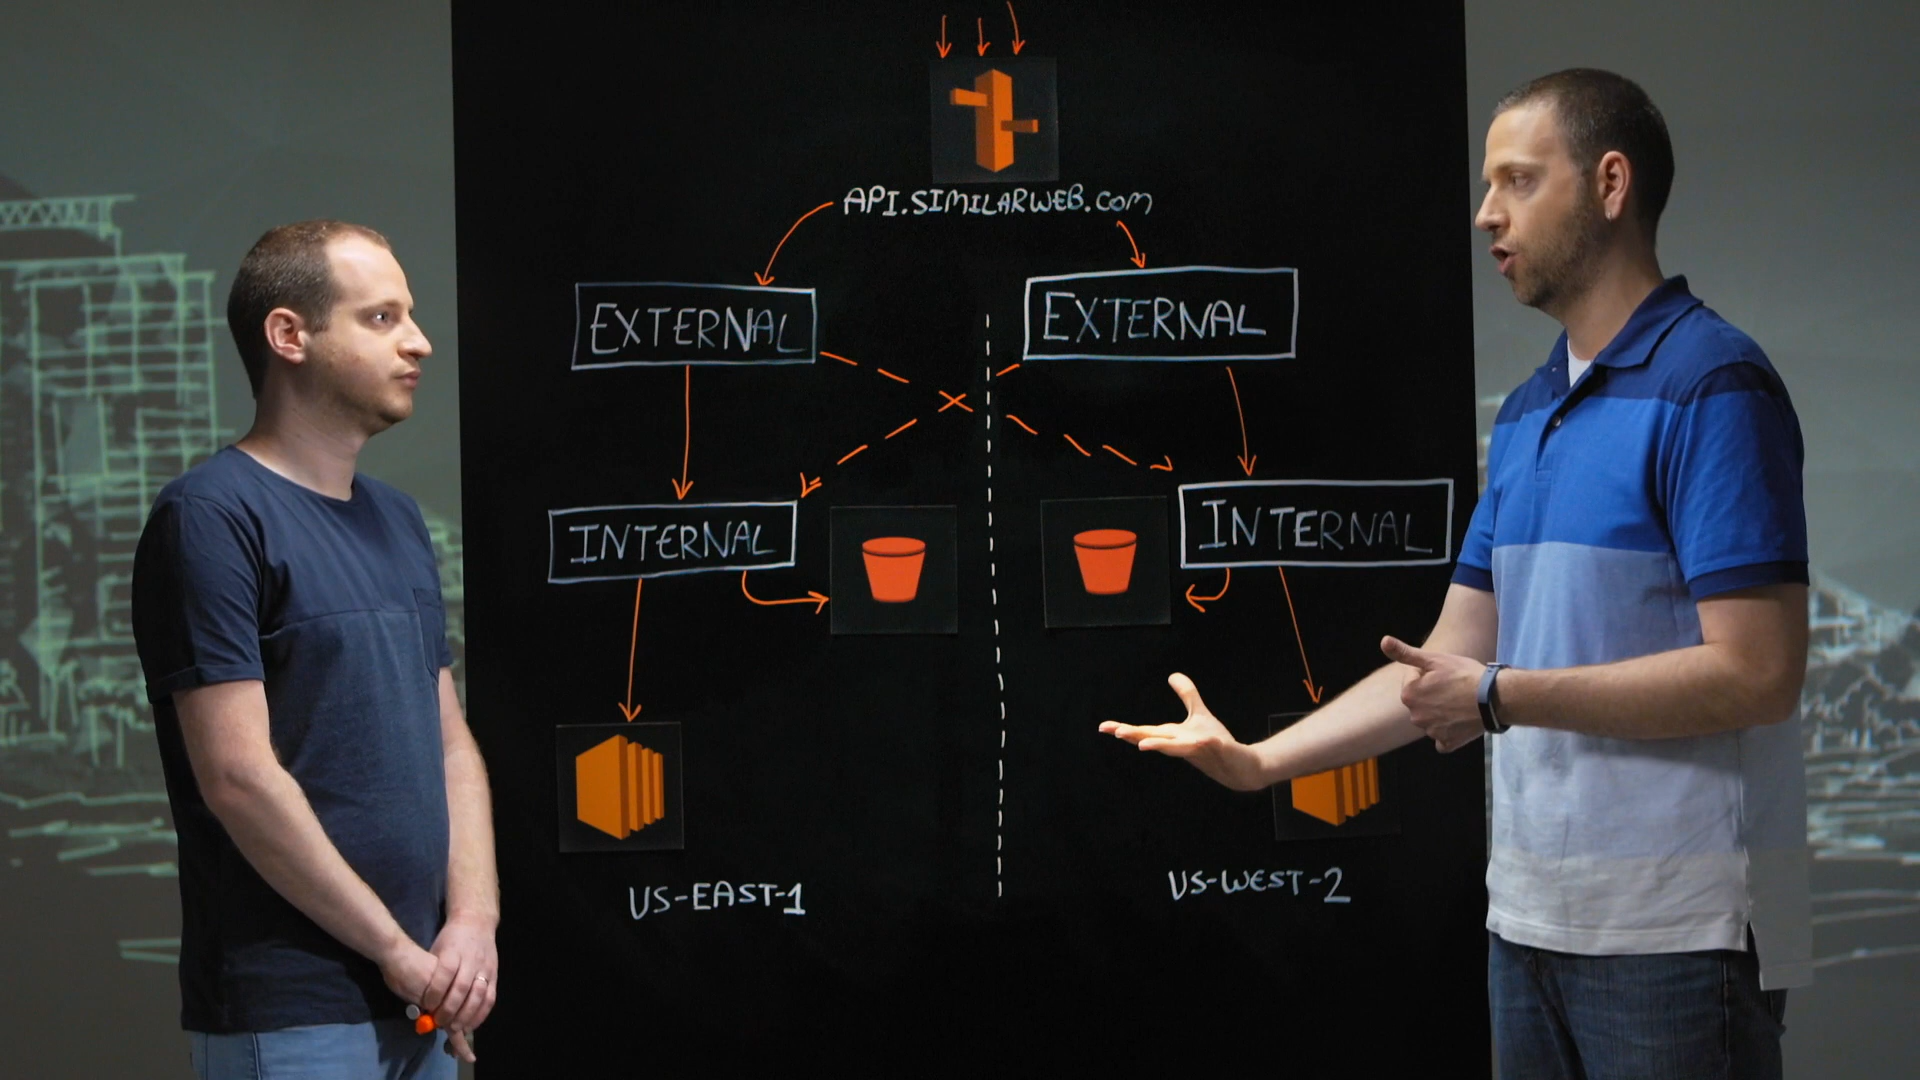 API.SIMILARWEB.COM
EXTERNAL
EXTERNAL
INTERNAL
INTERNAL
US-EAST-1
US-WEST-2